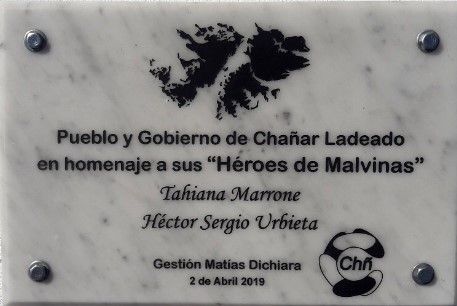 Pueblo y Gobierno de Chañar Ladeado
en homenaje a sus “Héroes de Malvinas”
Tahiana Marrone
Héctor Sergio Urbieta
Gestión Matías Dichiara
2 de Abril 2019
Chñ